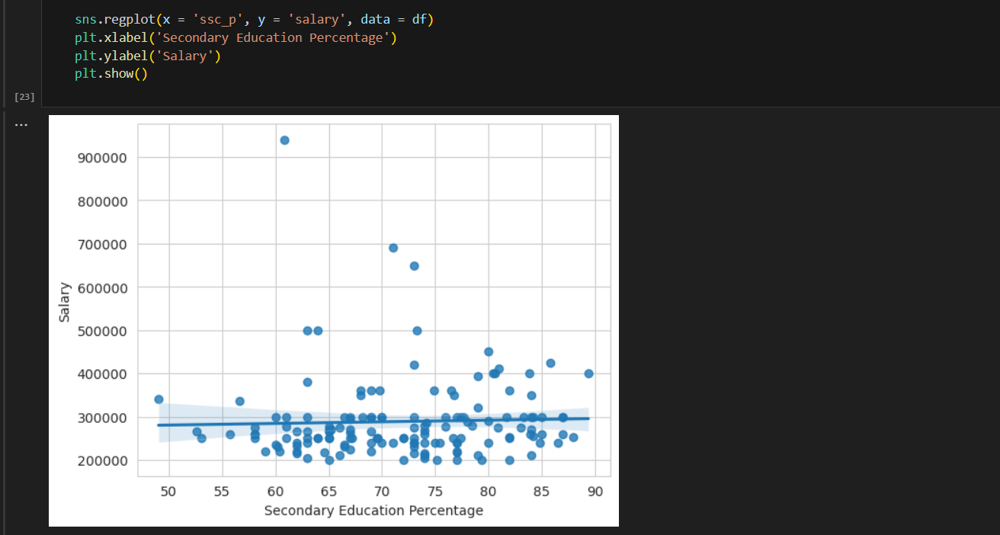 sns.regplot(x = 'ssc_p', y = 'salary', data = df)
plt.xlabel('Secondary Education Percentage')
plt.ylabel('Salary')
plt.show()
[23]
...
900000
800000
700000
600000
500000
400000
300000
200000
Salary
50 55 60 65 70 75 80 85 90
Secondary Education Percentage